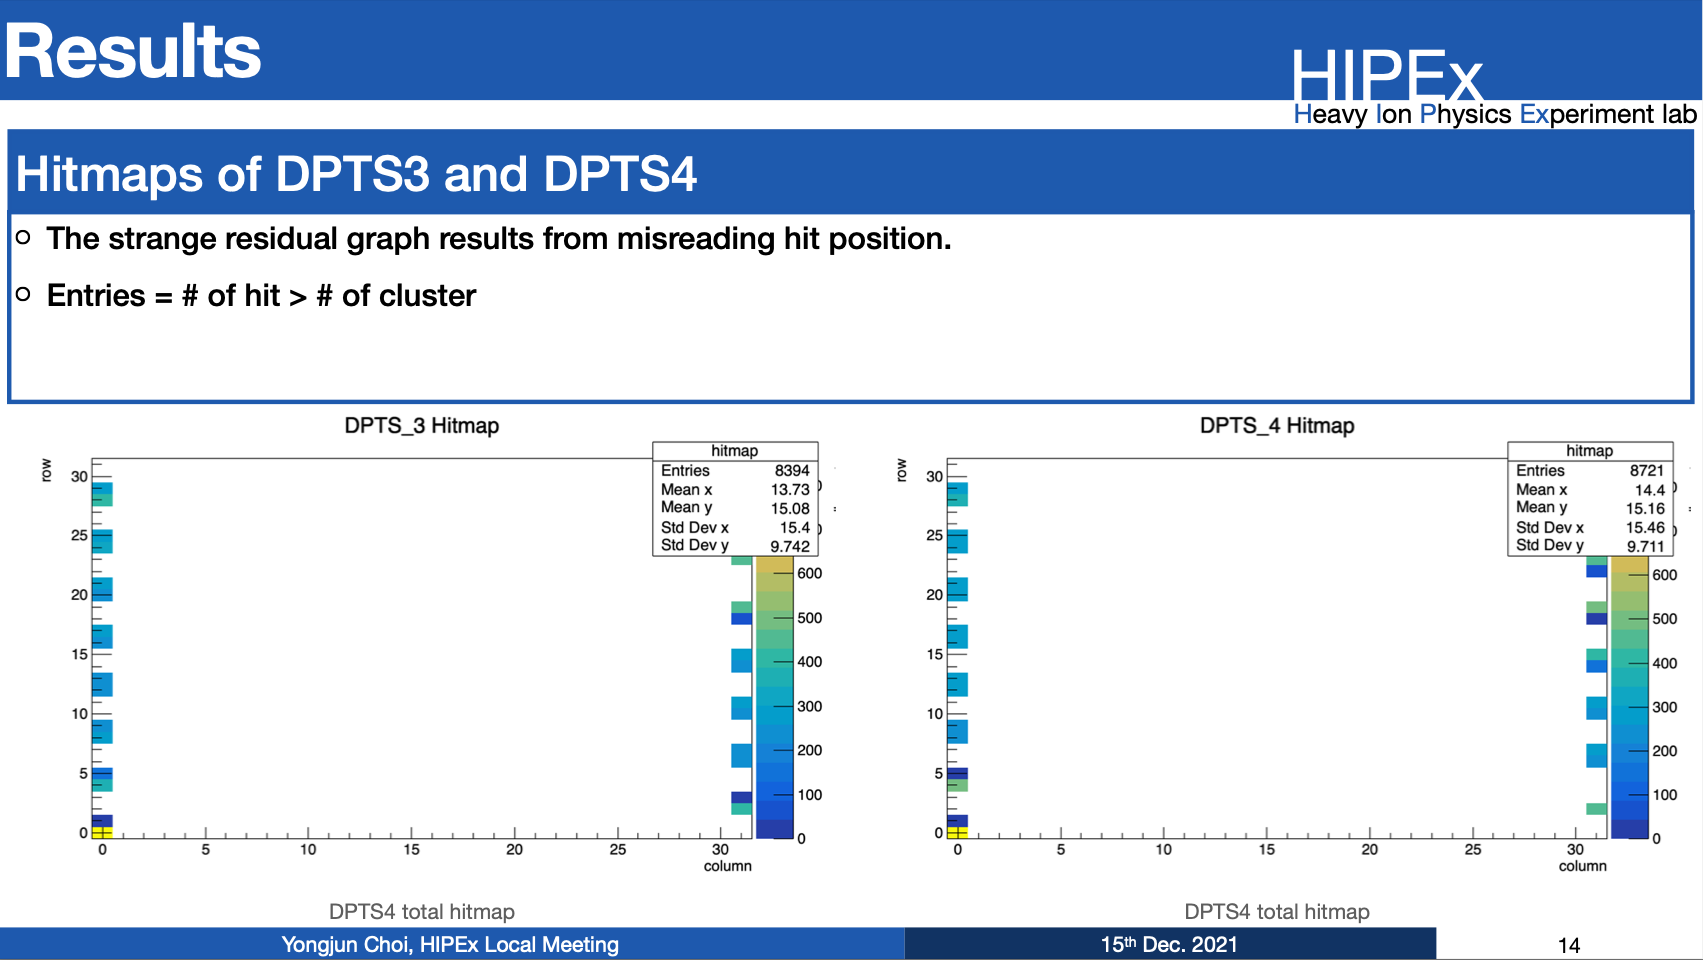 Results
HIPEx
Heavy Ion Physics Experiment lab
Hitmaps of DPTS3 and DPTS4
The strange residual graph results from misreading hit position.
Entries = # of hit > # of cluster
DPTS_3 Hitmap
hitmap
Entries 8394
Mean x 13.73
Mean y 15.08
Std Dev x 15.4
Std Dev y 9.742
row
30
25
20
15
10
5
0
0 5 10 15 20 25 30
column
600
500
400
300
200
100
0
DPTS4 total hitmap
DPTS_4 Hitmap
hitmap
Entries 8721
Mean x 14.4
Mean y 15.16
Std Dev x 15.46
Std Dev y 9.711
row
30
25
20
15
10
5
0
0 5 10 15 20 25 30
column
600
500
400
300
200
100
0
DPTS4 total hitmap
Yongjun Choi, HIPEx Local Meeting
15th Dec. 2021
14